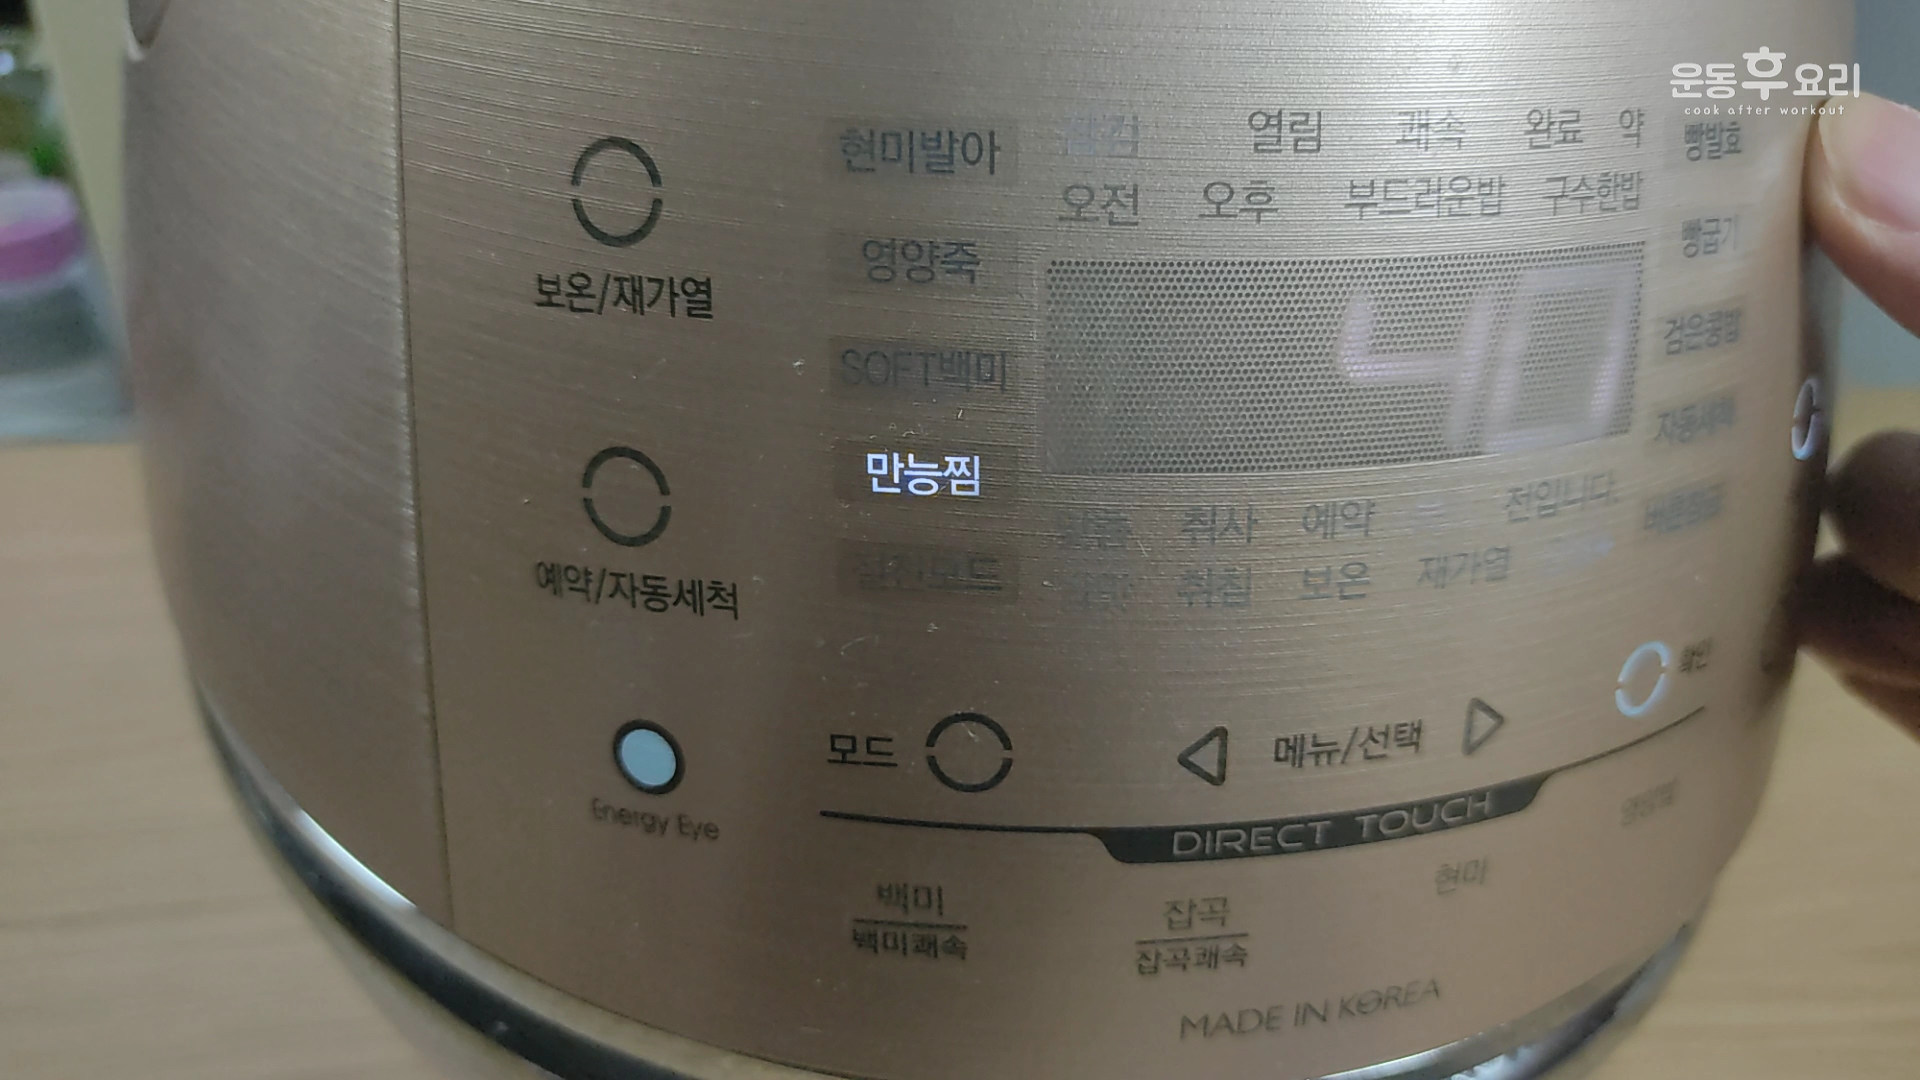 운동후요리
cook after workout
현미발아
열림 쾌속 완료 약
빵발효
오전 오후 부드러운밥 구수한밥
영양죽
빵굽기
보온/재가열
SOFT백미
40
검은콩밥
자동세척
만능찜
취사 예약 전입니다.
취침 보온 재가열
예약/자동세척
확인
모드
메뉴/선택
Energy Eye
DIRECT TOUCH
백미
백미쾌속
잡곡
잡곡쾌속
현미
MADE IN KOREA